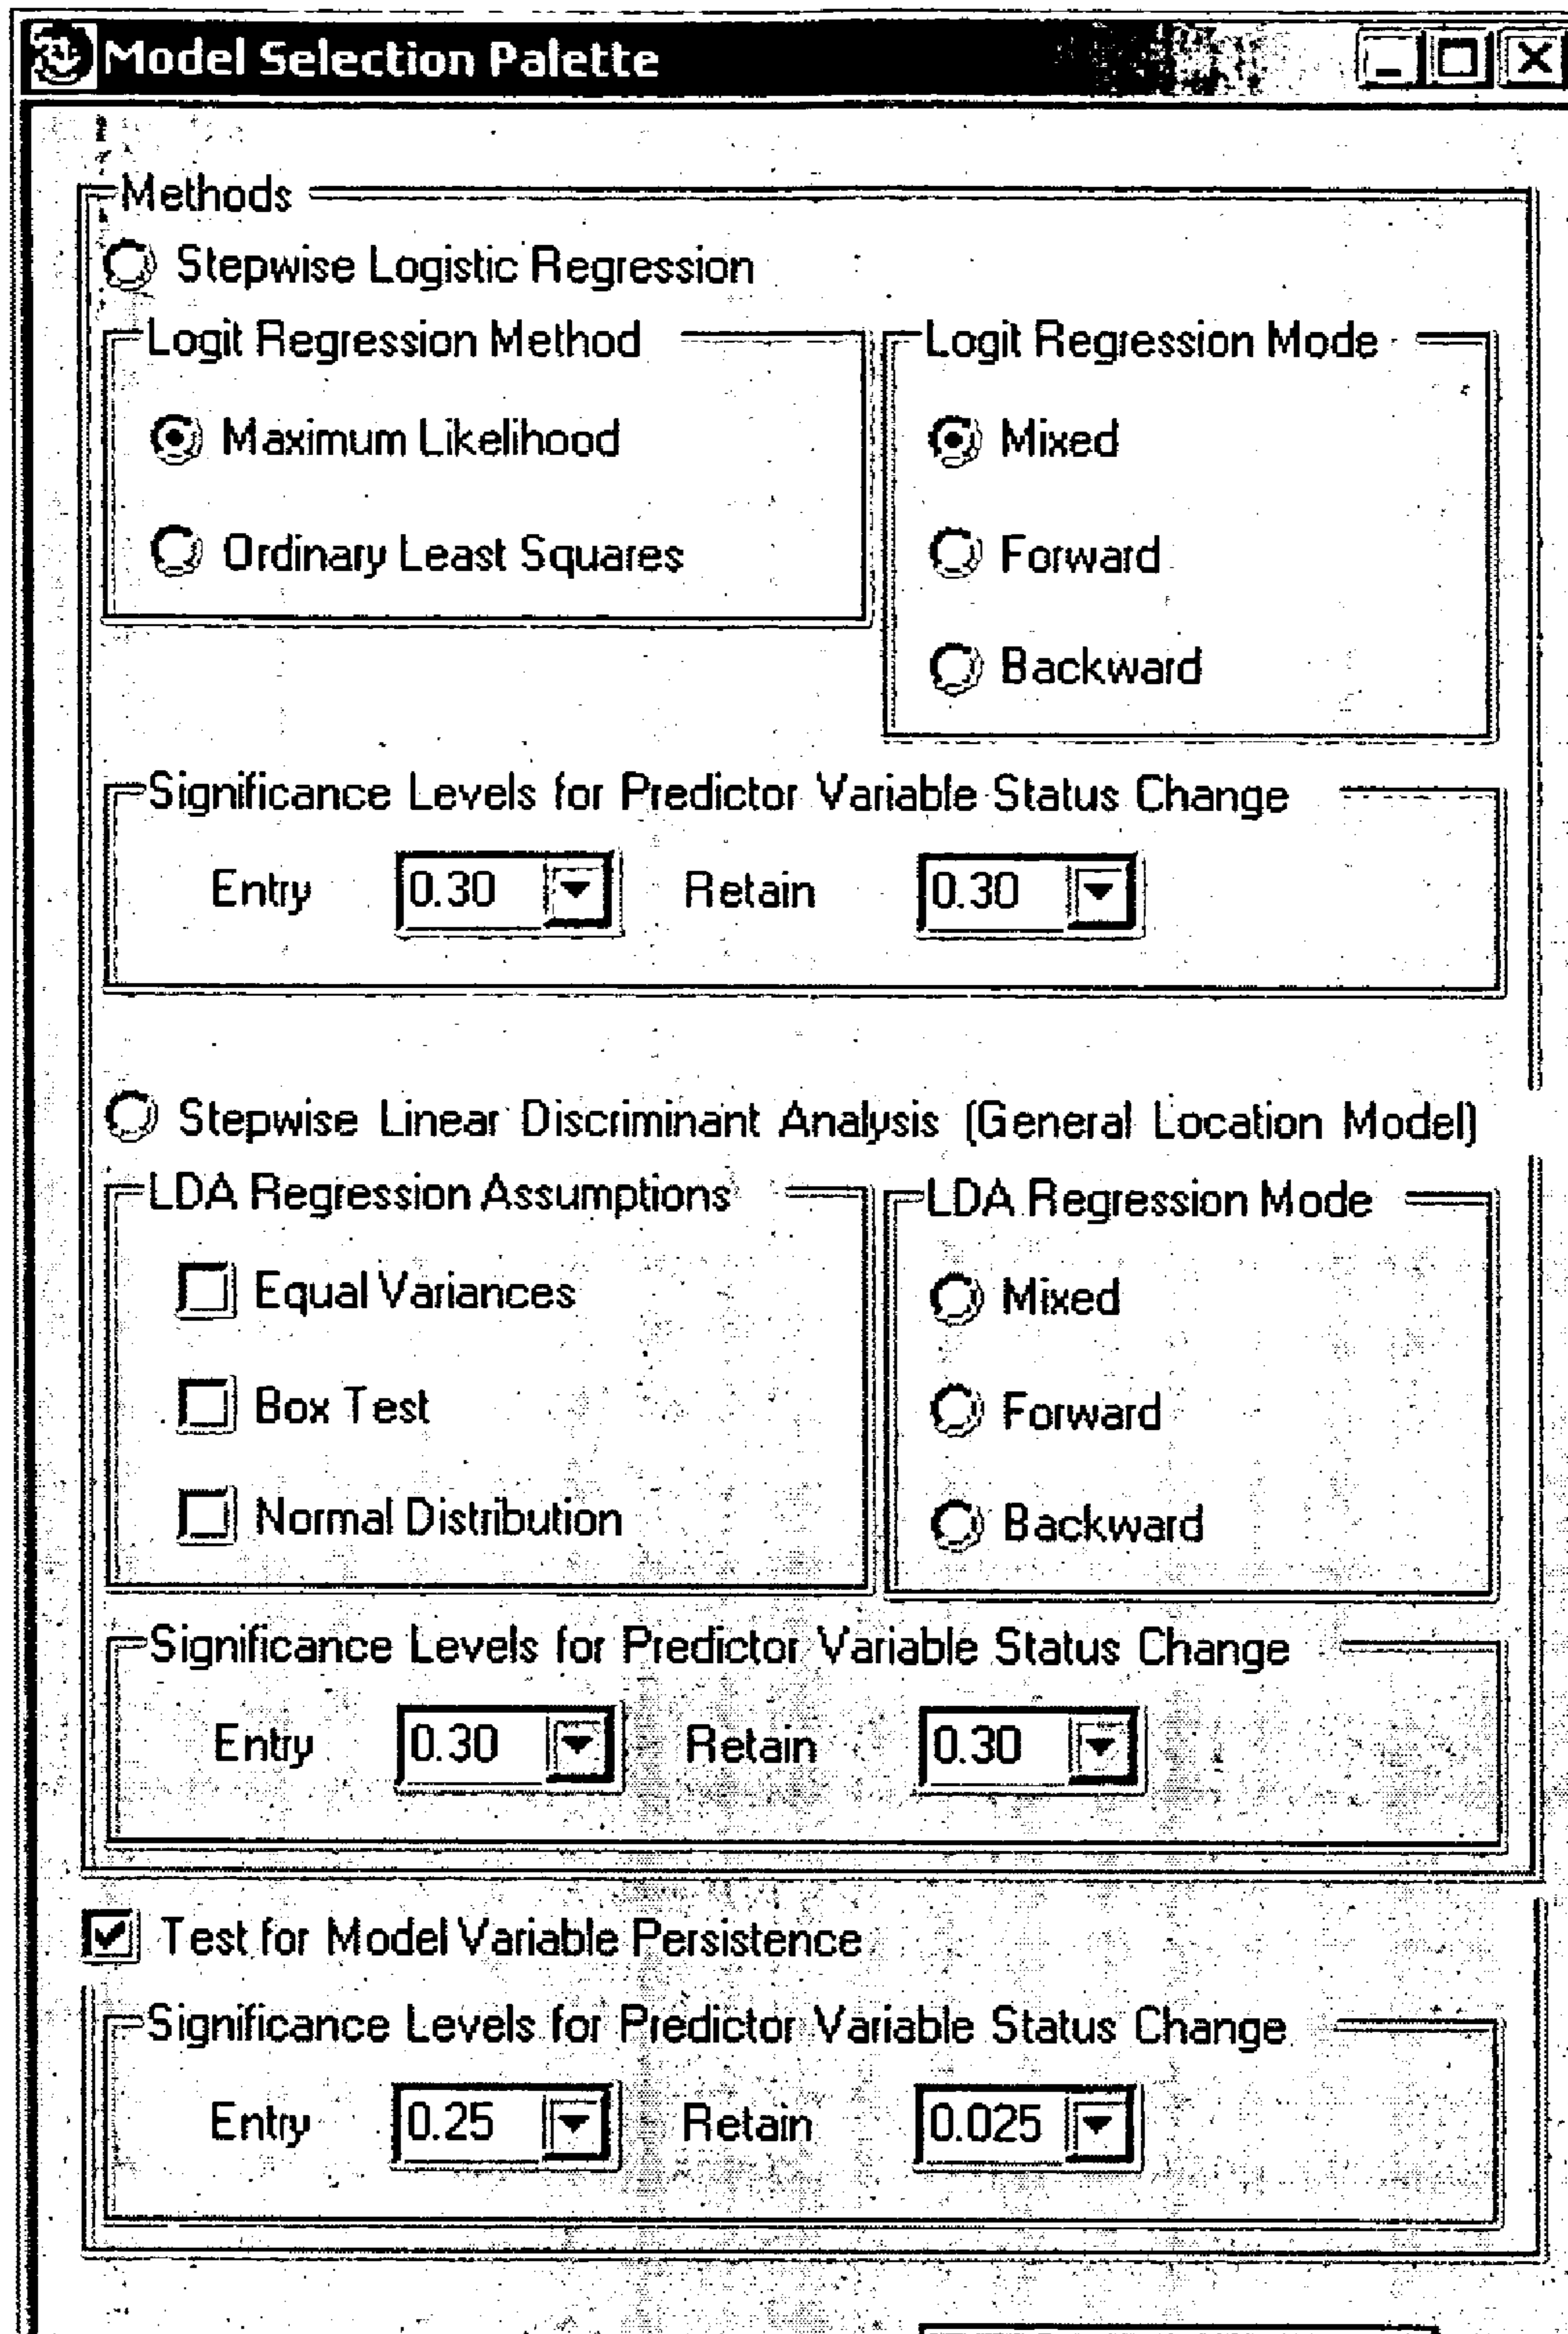 Model Selection Palette
Methods
Stepwise Logistic Regression
Logit Regression Method
Maximum Likelihood
Ordinary Least Squares
Logit Regression Mode
Mixed
Forward
Backward
Significance Levels for Predictor Variable Status Change
Entry 0.30 Retain 0.30
Stepwise Linear Discriminant Analysis (General Location Model)
LDA Regression Assumptions
Equal Variances
Box Test
Normal Distribution
LDA Regression Mode
Mixed
Forward
Backward
Significance Levels for Predictor Variable Status Change
Entry 0.30 Retain 0.30
Test for Model Variable Persistence
Significance Levels for Predictor Variable Status Change
Entry 0.25 Retain 0.025